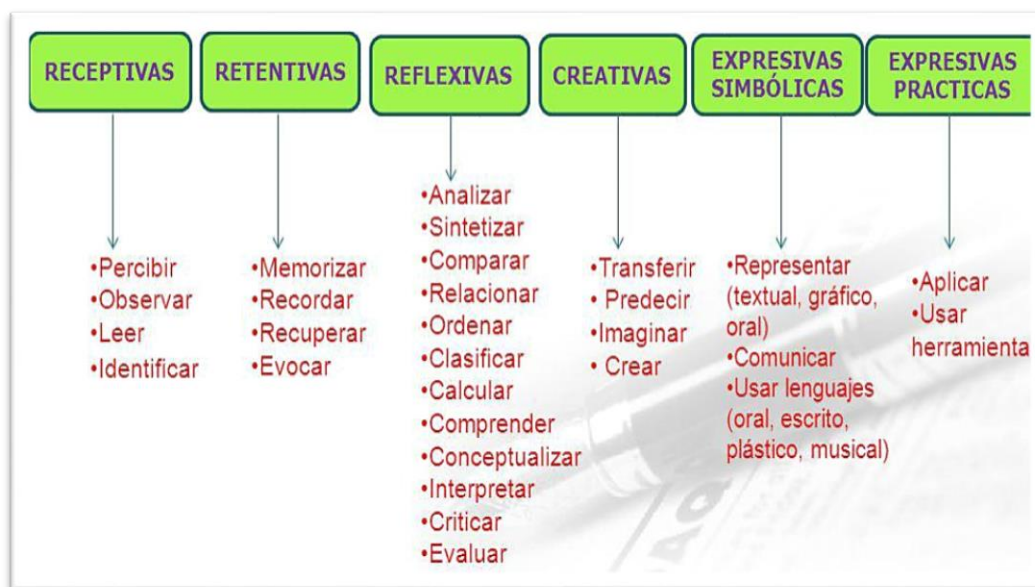 RECEPTIVAS
RETENTIVAS
REFLEXIVAS
CREATIVAS
EXPRESIVAS
SIMBÓLICAS
EXPRESIVAS
PRACTICAS
•Percibir
•Observar
•Leer
•Identificar
•Memorizar
•Recordar
•Recuperar
•Evocar
•Analizar
•Sintetizar
•Comparar
•Relacionar
•Ordenar
•Clasificar
•Calcular
•Comprender
•Conceptualizar
•Interpretar
•Criticar
•Evaluar
•Transferir
• Predecir
•Imaginar
• Crear
•Representar
(textual, gráfico,
oral)
•Comunicar
•Usar lenguajes
(oral, escrito,
plástico, musical)
•Aplicar
•Usar
herramienta